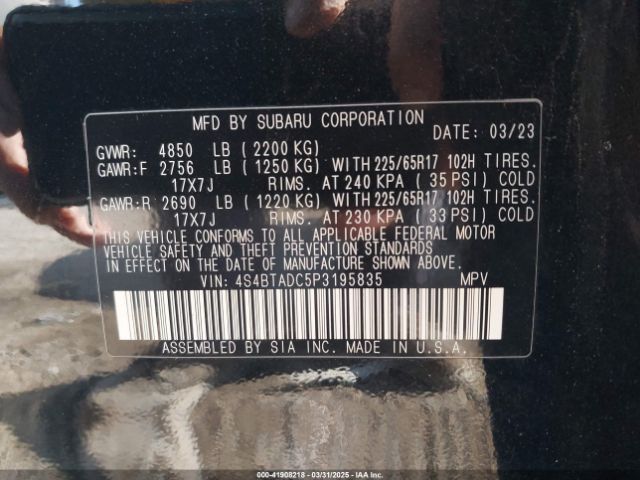 MFD BY SUBARU CORPORATION
DATE: 03/23
GVWR: 4850 LB (2200 KG)
GAWR:F 2756 LB (1250 KG) WITH 225/65R17 102H TIRES.
17X7J RIMS. AT 240 KPA (35 PSI) COLD
GAWR:R 2690 LB (1220 KG) WITH 225/65R17 102H TIRES.
17X7J RIMS. AT 230 KPA (33 PSI) COLD
THIS VEHICLE CONFORMS TO ALL APPLICABLE FEDERAL MOTOR
VEHICLE SAFETY AND THEFT PREVENTION STANDARDS
IN EFFECT ON THE DATE OF MANUFACTURE SHOWN ABOVE.
VIN: 4S4BTADC5P3195835 MPV
ASSEMBLED BY SIA INC. MADE IN U.S.A.
000-41908218 - 03/31/2025 - IAA, Inc.